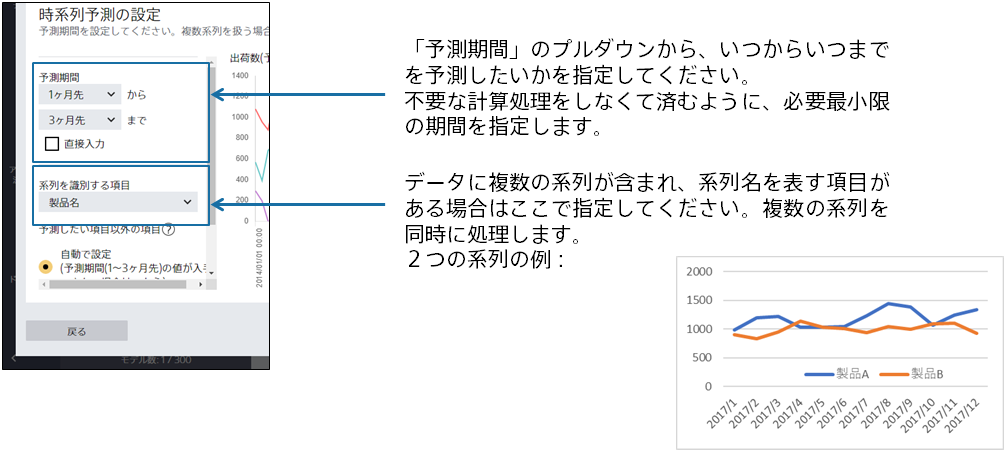 時系列予測の設定
予測期間を設定してください。複数系列を扱う場合
予測期間
1ヶ月先 から
3ヶ月先 まで
直接入力
系列を識別する項目
製品名
予測したい項目以外の項目?
自動で設定
(予測期間(1~3ヶ月先)の値が入手
戻る
モデル数: 1 / 300
出荷数(予
1400
1200
1000
800
600
400
200
0
2014/01/01 00:00
「予測期間」のプルダウンから、いつからいつまで
を予測したいかを指定してください。
不要な計算処理をしなくて済むように、必要最小限
の期間を指定します。
データに複数の系列が含まれ、系列名を表す項目が
ある場合はここで指定してください。複数の系列を
同時に処理します。
2つの系列の例：
2000
1500
1000
500
0
製品A 製品B
2017/1
2017/2
2017/3
2017/4
2017/5
2017/6
2017/7
2017/8
2017/9
2017/10
2017/11
2017/12